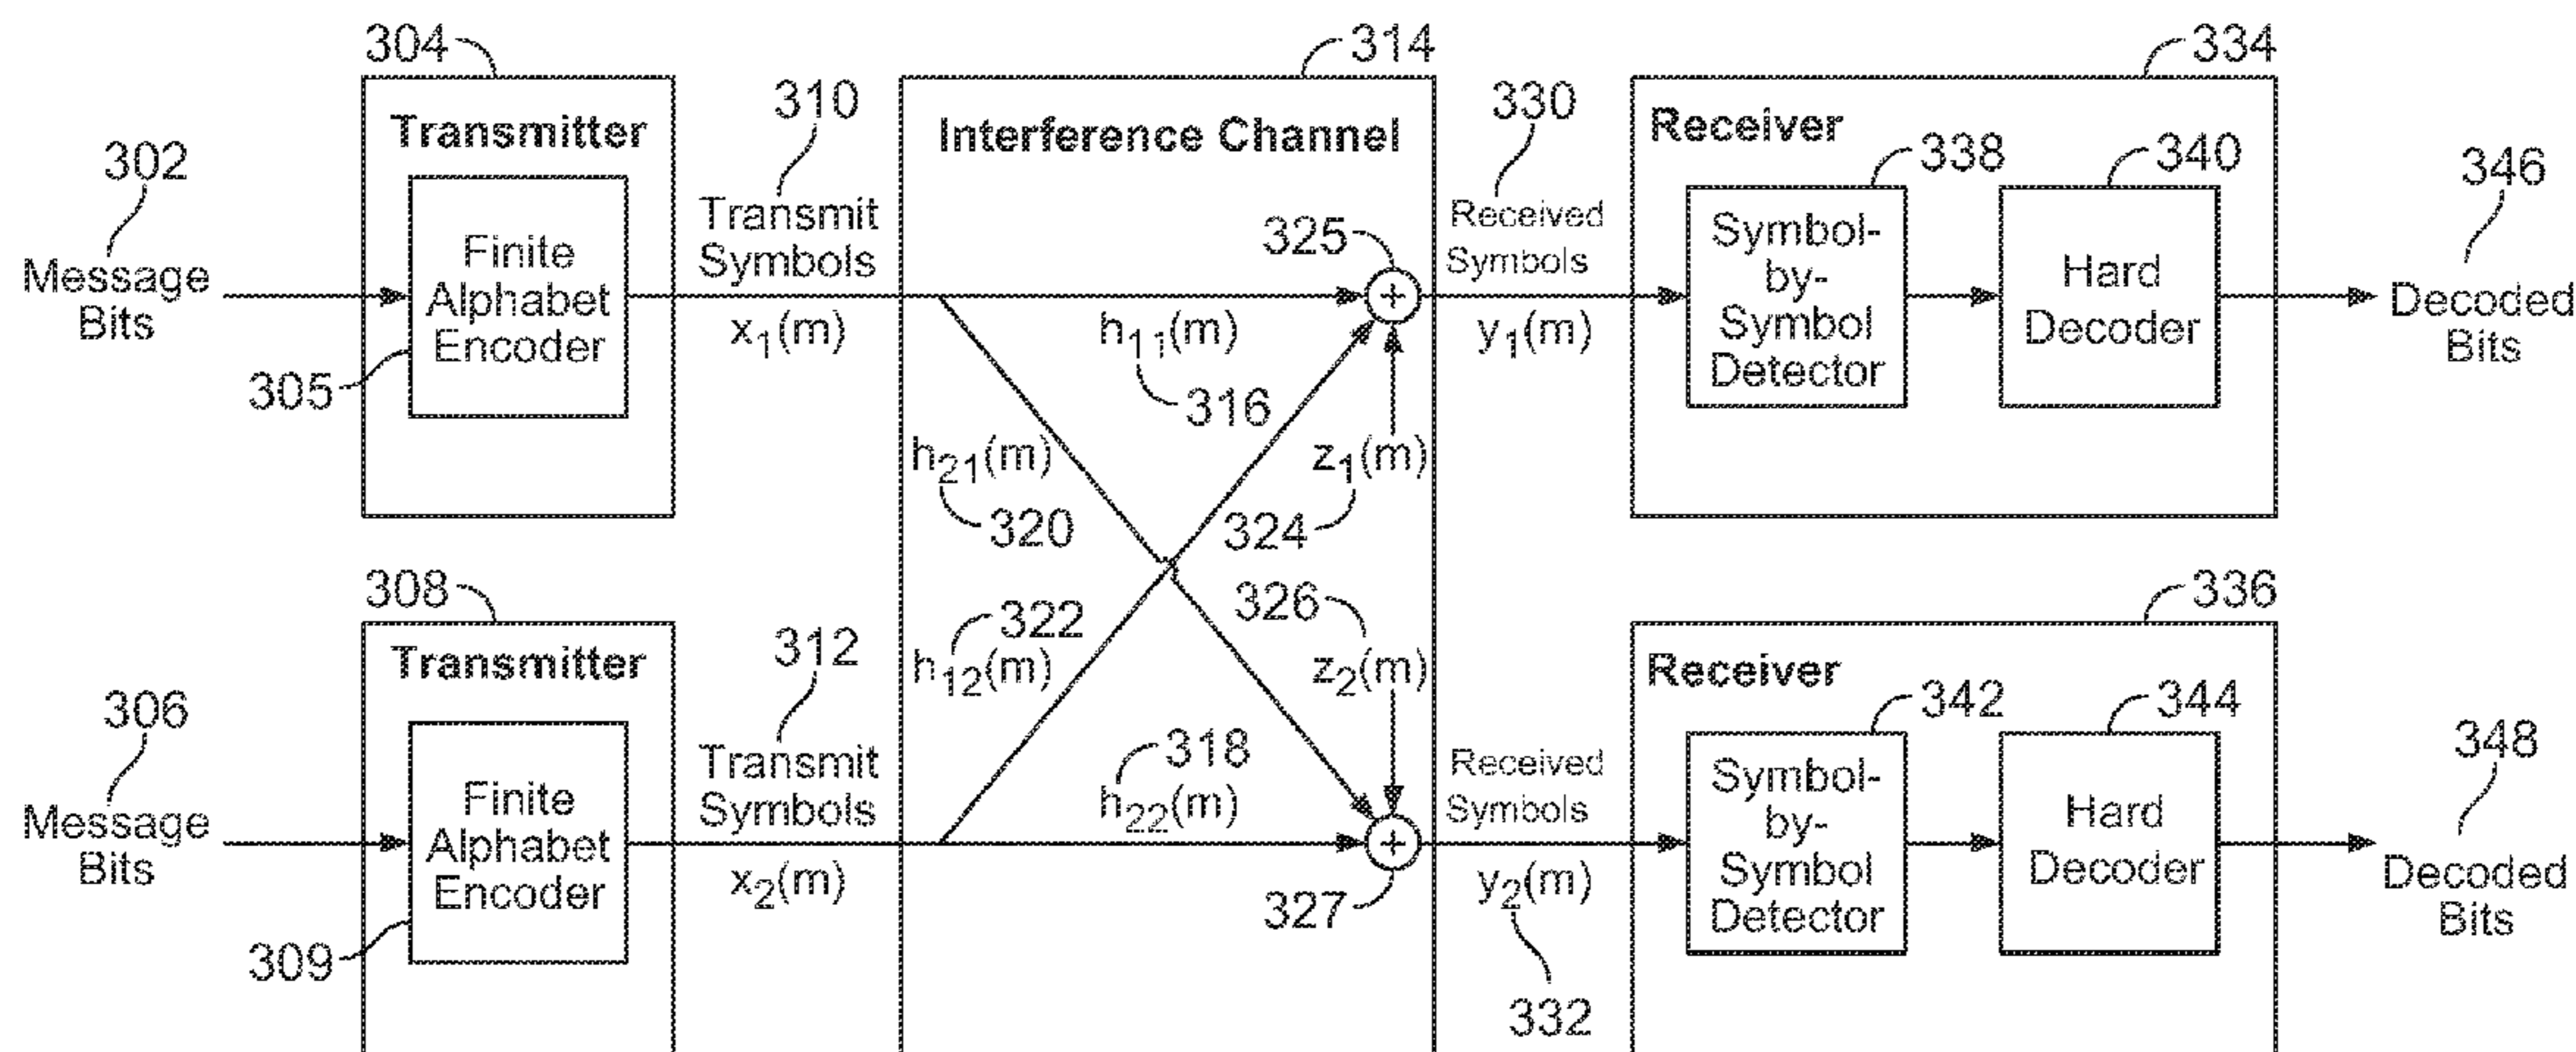 304
314
334
310
330
Transmitter
Interference Channel
Receiver
302
338
340
346
Transmit
Symbols
Received
Symbols
325
Message
Bits
Finite
Alphabet
Encoder
Symbol-
by-
Symbol
Detector
Hard
Decoder
Decoded
Bits
x1(m)
h11(m)
y1(m)
305
316
h21(m)
z1(m)
320
324
308
326
336
322
312
h12(m)
z2(m)
Transmitter
Receiver
306
318
342
344
348
Transmit
Symbols
h22(m)
Received
Symbols
Message
Bits
Finite
Alphabet
Encoder
Symbol-
by-
Symbol
Detector
Hard
Decoder
Decoded
Bits
x2(m)
327
y2(m)
309
332